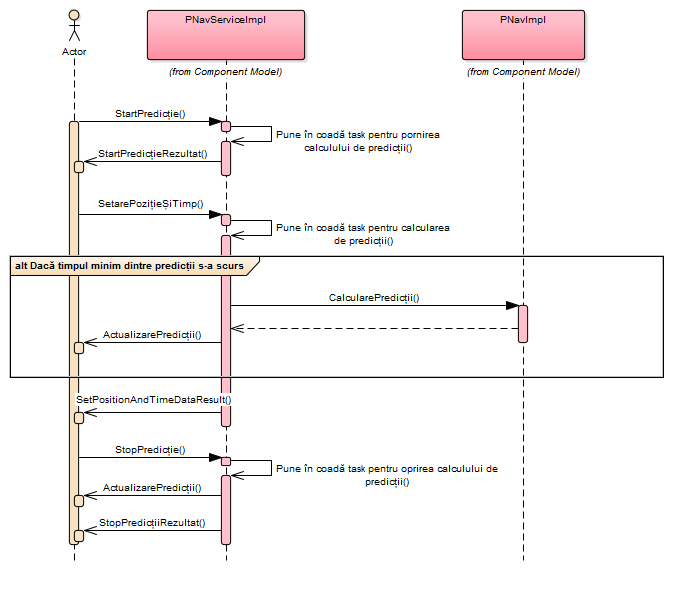 PNavServiceImpl
PNavImpl
Actor
(from Component Model)
(from Component Model)
StartPredicție()
Pune în coadă task pentru pornirea
calculului de predicții()
StartPredicțieRezultat()
SetarePozițieȘiTimp()
Pune în coadă task pentru calcularea
de predicții()
alt Dacă timpul minim dintre predicții s-a scurs
CalcularePredicții()
ActualizarePredicții()
SetPositionAndTimeDataResult()
StopPredicție()
Pune în coadă task pentru oprirea calculului de
predicții()
ActualizarePredicții()
StopPredicțiiRezultat()